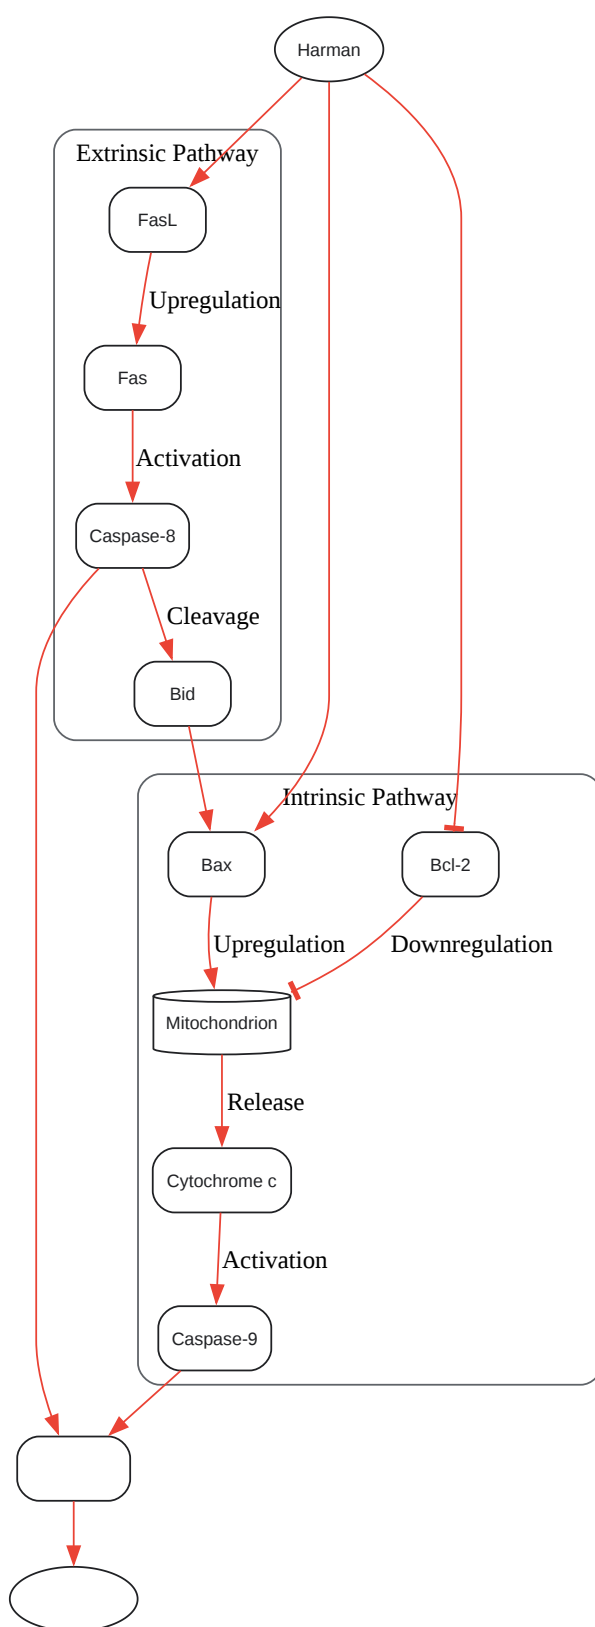 Harman
Extrinsic Pathway
FasL
Upregulation
Fas
Activation
Caspase-8
Cleavage
Bid
Intrinsic Pathway
Bax
Bcl-2
Upregulation
Downregulation
Mitochondrion
Release
Cytochrome c
Activation
Caspase-9